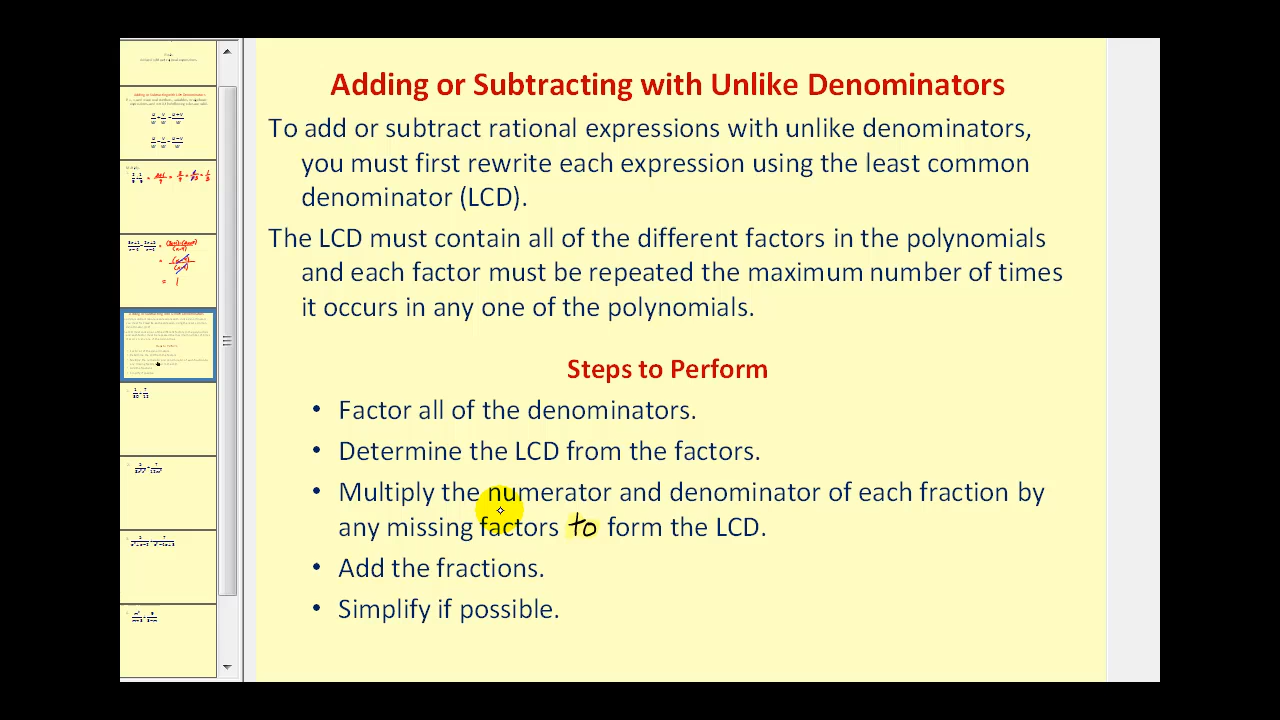 Adding or Subtracting with Unlike Denominators
To add or subtract rational expressions with unlike denominators,
you must first rewrite each expression using the least common
denominator (LCD).
The LCD must contain all of the different factors in the polynomials
and each factor must be repeated the maximum number of times
it occurs in any one of the polynomials.
Steps to Perform
• Factor all of the denominators.
• Determine the LCD from the factors.
• Multiply the numerator and denominator of each fraction by
any missing factors to form the LCD.
• Add the fractions.
• Simplify if possible.